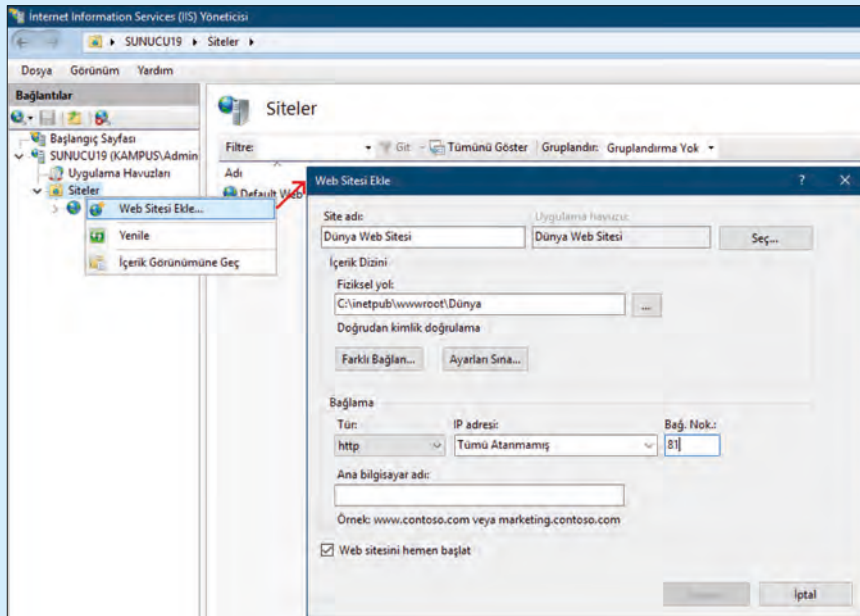 İnternet Information Services (IIS) Yöneticisi
SUNUCU19 Siteler
Dosya Görünüm Yardım
Bağlantılar
Başlangıç Sayfası
SUNUCU19 (KAMPUS\Admin
Uygulama Havuzları
Siteler
Web Sitesi Ekle...
Yenile
İçerik Görünümüne Geç
Siteler
Filtre: Git Tümünü Göster Gruplandır: Gruplandırma Yok
Adı
Default Web
Web Sitesi Ekle ? X
Site adı: Uygulama havuzu:
Dünya Web Sitesi Dünya Web Sitesi Seç...
İçerik Dizini
Fiziksel yol:
C:\inetpub\wwwroot\Dünya ...
Doğrudan kimlik doğrulama
Farklı Bağlan... Ayarları Sına...
Bağlama
Tür: IP adresi: Bağ. Nok.:
http Tümü Atanmamış 81
Ana bilgisayar adı:
Örnek: www.contoso.com veya marketing.contoso.com
Web sitesini hemen başlat
İptal